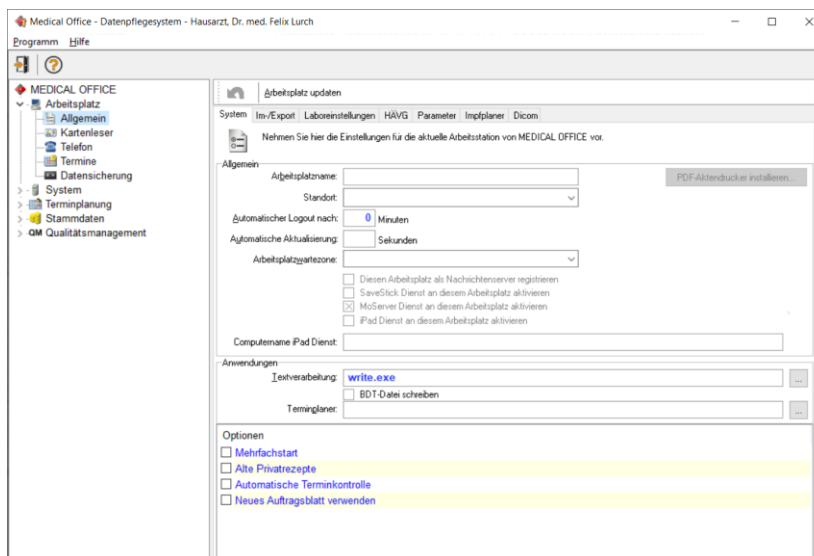 Medical Office - Datenpflegesystem - Hausarzt, Dr. med. Felix Lurch
Programm Hilfe
MEDICAL OFFICE
Arbeitsplatz
Allgemein
Kartenleser
Telefon
Termine
Datensicherung
System
Terminplanung
Stammdaten
QM Qualitätsmanagement
Arbeitsplatz updaten
System Im-/Export Laboreinstellungen HÄVG Parameter Impfplaner Dicom
Nehmen Sie hier die Einstellungen für die aktuelle Arbeitsstation von MEDICAL OFFICE vor.
Allgemein
Arbeitsplatzname:
PDF-Aktendrucker installieren...
Standort:
Automatischer Logout nach: 0 Minuten
Automatische Aktualisierung: Sekunden
Arbeitsplatzwartezone:
Diesen Arbeitsplatz als Nachrichtenserver registrieren
SaveStick Dienst an diesem Arbeitsplatz aktivieren
MoServer Dienst an diesem Arbeitsplatz aktivieren
iPad Dienst an diesem Arbeitsplatz aktivieren
Computername iPad Dienst:
Anwendungen
Textverarbeitung: write.exe ...
BDT-Datei schreiben
Terminplaner: ...
Optionen
Mehrfachstart
Alte Privatrezepte
Automatische Terminkontrolle
Neues Auftragsblatt verwenden